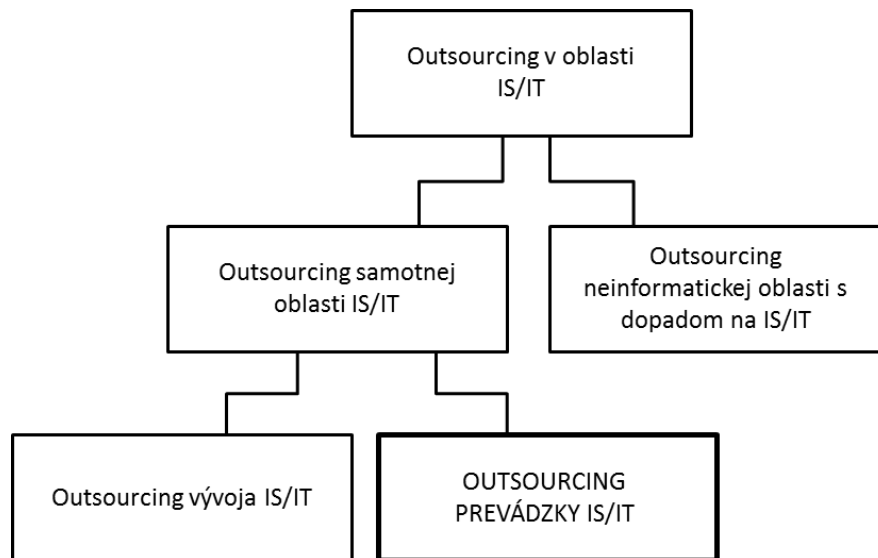 Outsourcing v oblasti
IS/IT
Outsourcing samotnej
oblasti IS/IT
Outsourcing
neinformatickej oblasti s
dopadom na IS/IT
Outsourcing vývoja IS/IT
OUTSOURCING
PREVÁDZKY IS/IT